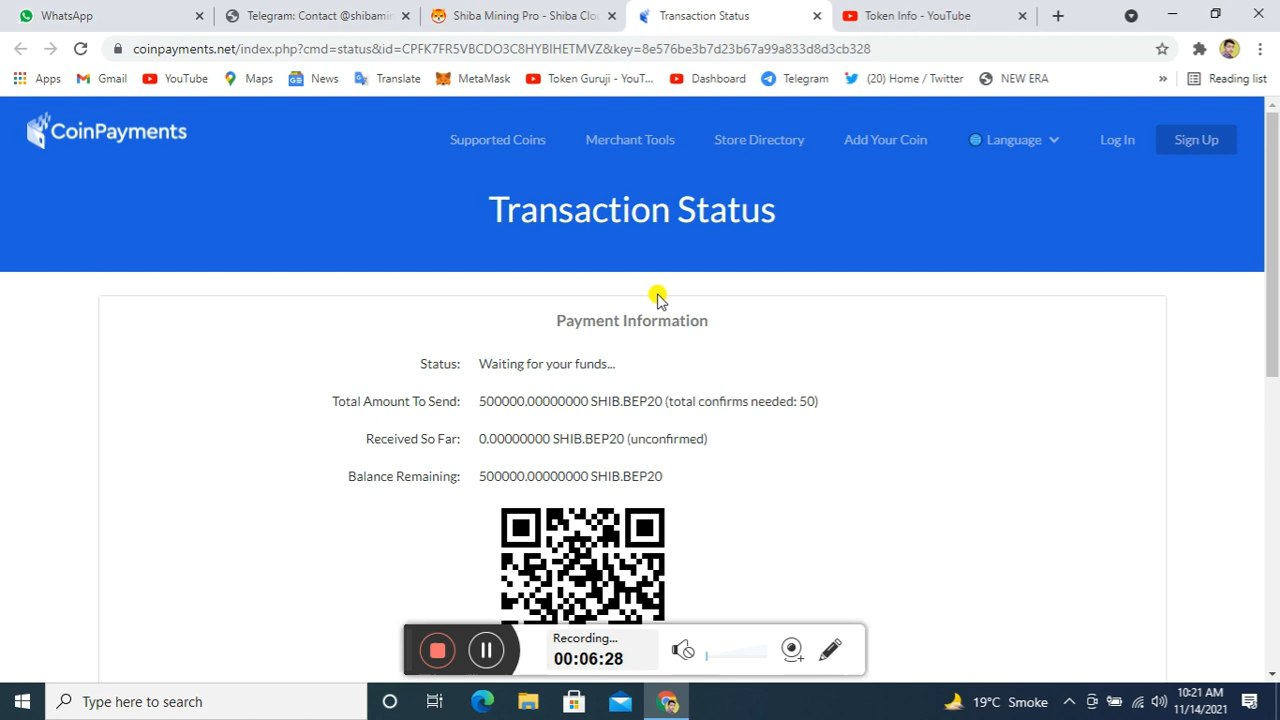 WhatsApp
Telegram: Contact @shibamin
Shiba Mining Pro - Shiba Clou
Transaction Status
Token Info - YouTube
coinpayments.net/index.php?cmd=status&id=CPFK7FR5VBCDO3C9HYBIHETMVZ&key=8e576be3b7d23b67a99a833d8d3cb328
Apps Gmail YouTube Maps News Translate MetaMask Token Guruji - YouT... Dashboard Telegram (20) Home / Twitter NEW ERA » Reading list
CoinPayments
Supported Coins Merchant Tools Store Directory Add Your Coin Language Log In Sign Up
Transaction Status
Payment Information
Status: Waiting for your funds...
Total Amount To Send: 500000.00000000 SHIB.BEP20 (total confirms needed: 50)
Received So Far: 0.00000000 SHIB.BEP20 (unconfirmed)
Balance Remaining: 500000.00000000 SHIB.BEP20
Recording...
00:06:28
Type here to search
19°C Smoke
10:21 AM
11/14/2021